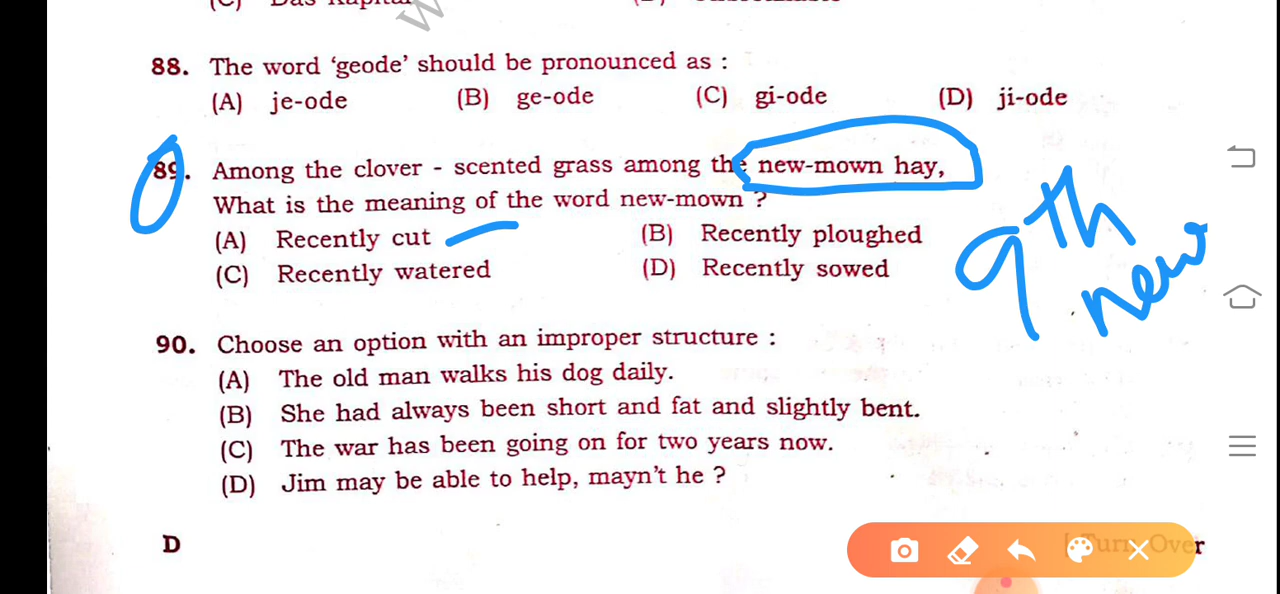 88. The word ‘geode’ should be pronounced as :
(A) je-ode (B) ge-ode (C) gi-ode (D) ji-ode
89. Among the clover - scented grass among the new-mown hay,
What is the meaning of the word new-mown ?
(A) Recently cut (B) Recently ploughed
(C) Recently watered (D) Recently sowed
9th
new
90. Choose an option with an improper structure :
(A) The old man walks his dog daily.
(B) She had always been short and fat and slightly bent.
(C) The war has been going on for two years now.
(D) Jim may be able to help, mayn’t he ?
D [ Turn Over